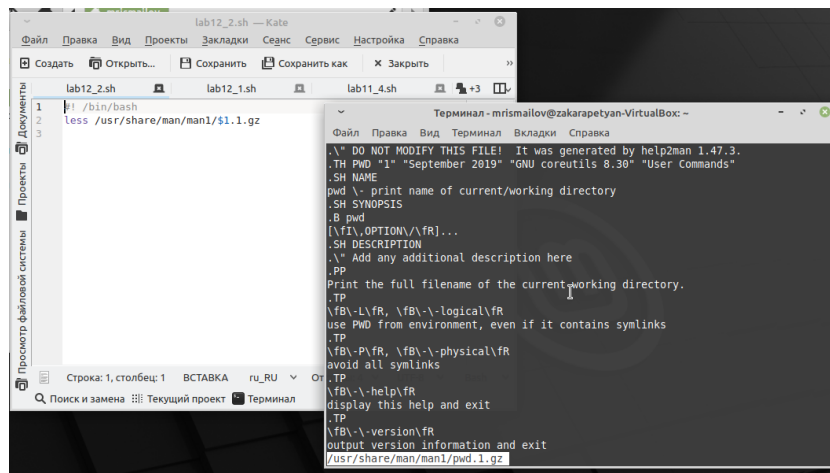 lab12_2.sh — Kate
Файл Правка Вид Проекты Закладки Сеанс Сервис Настройка Справка
Создать Открыть... Сохранить Сохранить как Закрыть »
lab12_2.sh lab12_1.sh lab11_4.sh +3
Документы
Проекты
Просмотр файловой системы
1 #! /bin/bash
2 less /usr/share/man/man1/$1.1.gz
3
Строка: 1, столбец: 1 ВСТАВКА ru_RU От
Поиск и замена Текущий проект Терминал
Терминал - mrismailov@zakarapetyan-VirtualBox: ~
Файл Правка Вид Терминал Вкладки Справка
.\" DO NOT MODIFY THIS FILE! It was generated by help2man 1.47.3.
.TH PWD "1" "September 2019" "GNU coreutils 8.30" "User Commands"
.SH NAME
pwd \- print name of current/working directory
.SH SYNOPSIS
.B pwd
[\fI\,OPTION\/\fR]...
.SH DESCRIPTION
.\" Add any additional description here
.PP
Print the full filename of the current working directory.
.TP
\fB\-L\fR, \fB\-\-logical\fR
use PWD from environment, even if it contains symlinks
.TP
\fB\-P\fR, \fB\-\-physical\fR
avoid all symlinks
.TP
\fB\-\-help\fR
display this help and exit
.TP
\fB\-\-version\fR
output version information and exit
/usr/share/man/man1/pwd.1.gz